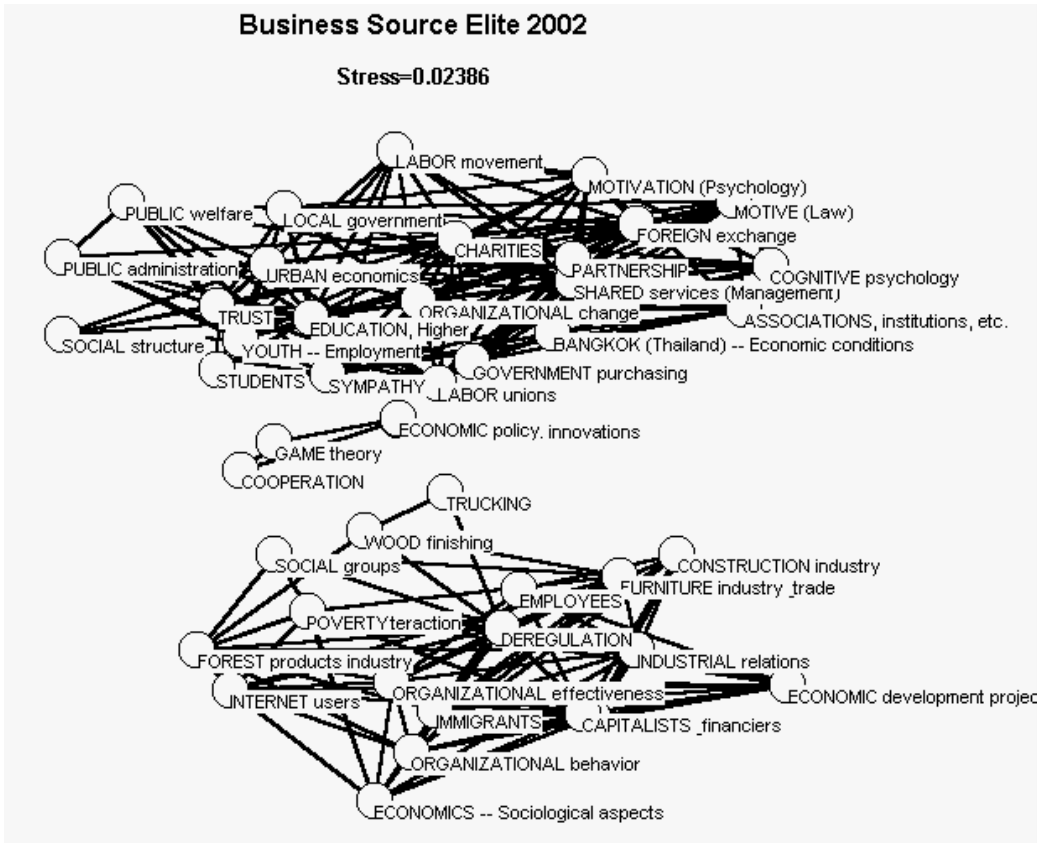 Business Source Elite 2002
Stress=0.02386
LABOR movement
MOTIVATION (Psychology)
PUBLIC welfare
LOCAL government
MOTIVE (Law)
FOREIGN exchange
CHARITIES
PUBLIC administration
URBAN economics
PARTNERSHIP
COGNITIVE psychology
SHARED services (Management)
TRUST
ORGANIZATIONAL change
EDUCATION, Higher
ASSOCIATIONS, institutions, etc.
SOCIAL structure
YOUTH -- Employment
BANGKOK (Thailand) -- Economic conditions
STUDENTS
SYMPATHY
GOVERNMENT purchasing
LABOR unions
ECONOMIC policy. innovations
GAME theory
COOPERATION
TRUCKING
WOOD finishing
SOCIAL groups
CONSTRUCTION industry
FURNITURE industry _trade
EMPLOYEES
POVERTYteraction
DEREGULATION
FOREST products industry
INDUSTRIAL relations
INTERNET users
ORGANIZATIONAL effectiveness
ECONOMIC development projec
IMMIGRANTS
CAPITALISTS _financiers
ORGANIZATIONAL behavior
ECONOMICS -- Sociological aspects